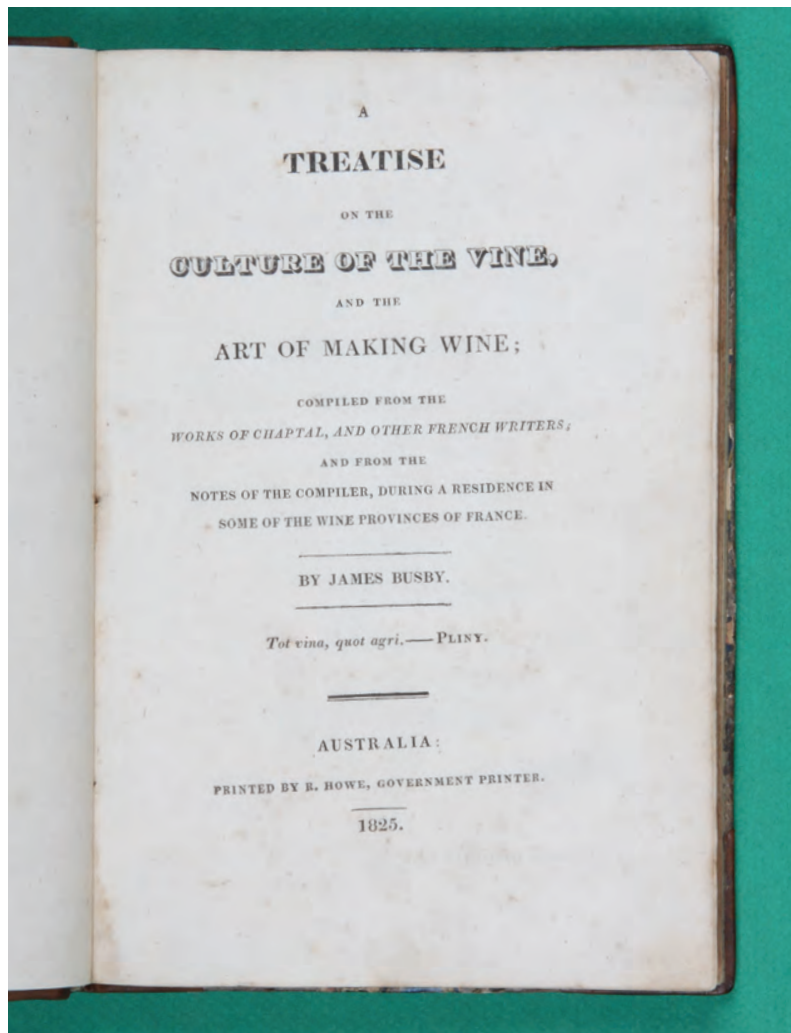 A
TREATISE
ON THE
CULTURE OF THE VINE,
AND THE
ART OF MAKING WINE;
COMPILED FROM THE
WORKS OF CHAPTAL, AND OTHER FRENCH WRITERS;
AND FROM THE
NOTES OF THE COMPILER, DURING A RESIDENCE IN
SOME OF THE WINE PROVINCES OF FRANCE.
BY JAMES BUSBY.
Tot vina, quot agri.—PLINY.
AUSTRALIA:
PRINTED BY R. HOWE, GOVERNMENT PRINTER.
1825.